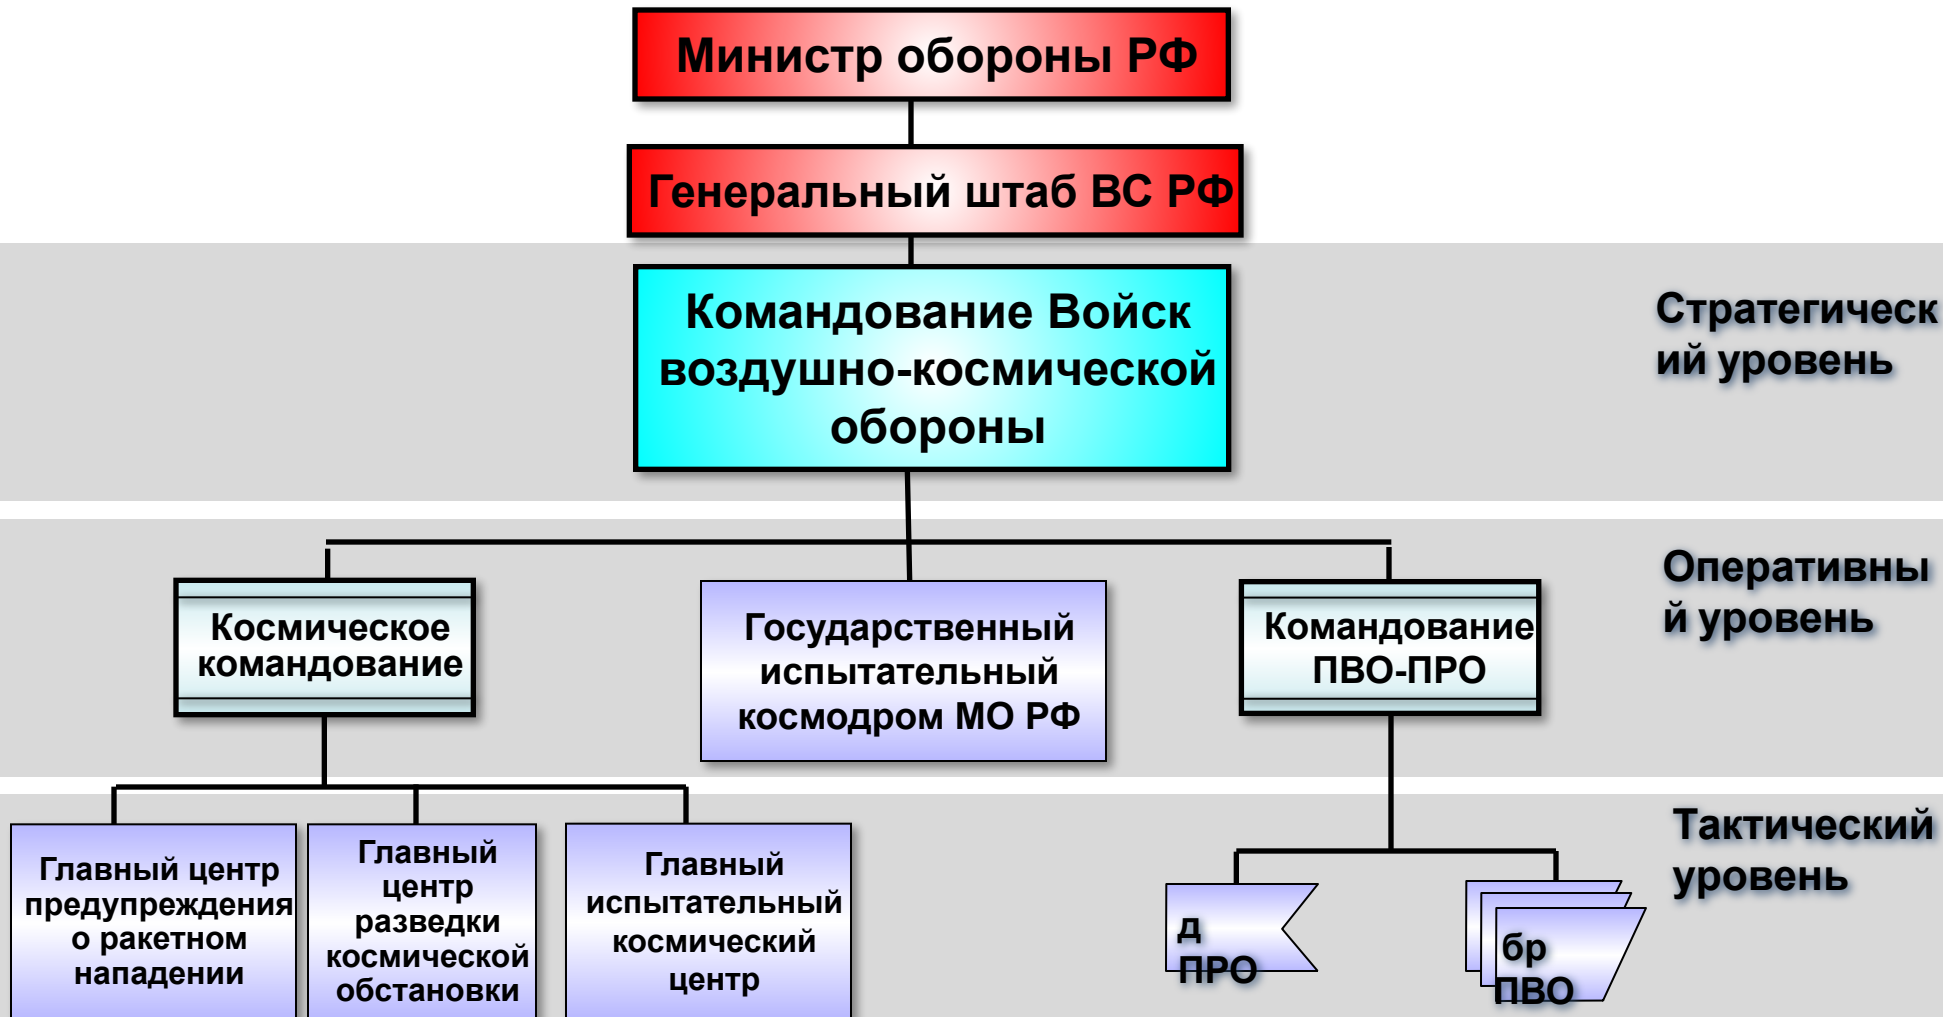 Министр обороны РФ
Генеральный штаб ВС РФ
Командование Войск
воздушно-космической
обороны
Стратегическ
ий уровень
Оперативны
й уровень
Космическое
командование
Государственный
испытательный
космодром МО РФ
Командование
ПВО-ПРО
Тактический
уровень
Главный центр
предупреждения
о ракетном
нападении
Главный
центр
разведки
космической
обстановки
Главный
испытательный
космический
центр
д
ПРО
бр
ПВО